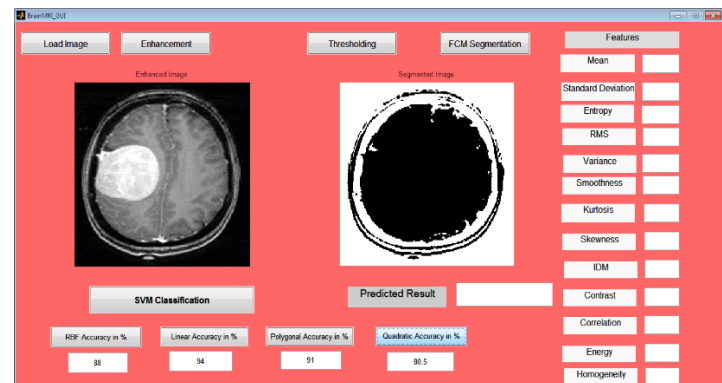 BrainMRI_GUI
Load Image
Enhancement
Thresholding
FCM Segmentation
Features
Enhanced Image
Segmented Image
Mean
Standard Deviation
Entropy
RMS
Variance
Smoothness
Kurtosis
Skewness
IDM
Contrast
Correlation
Energy
Homogeneity
SVM Classification
Predicted Result
RBF Accuracy in %
Linear Accuracy in %
Polygonal Accuracy in %
Quadratic Accuracy in %
88
94
91
80.5